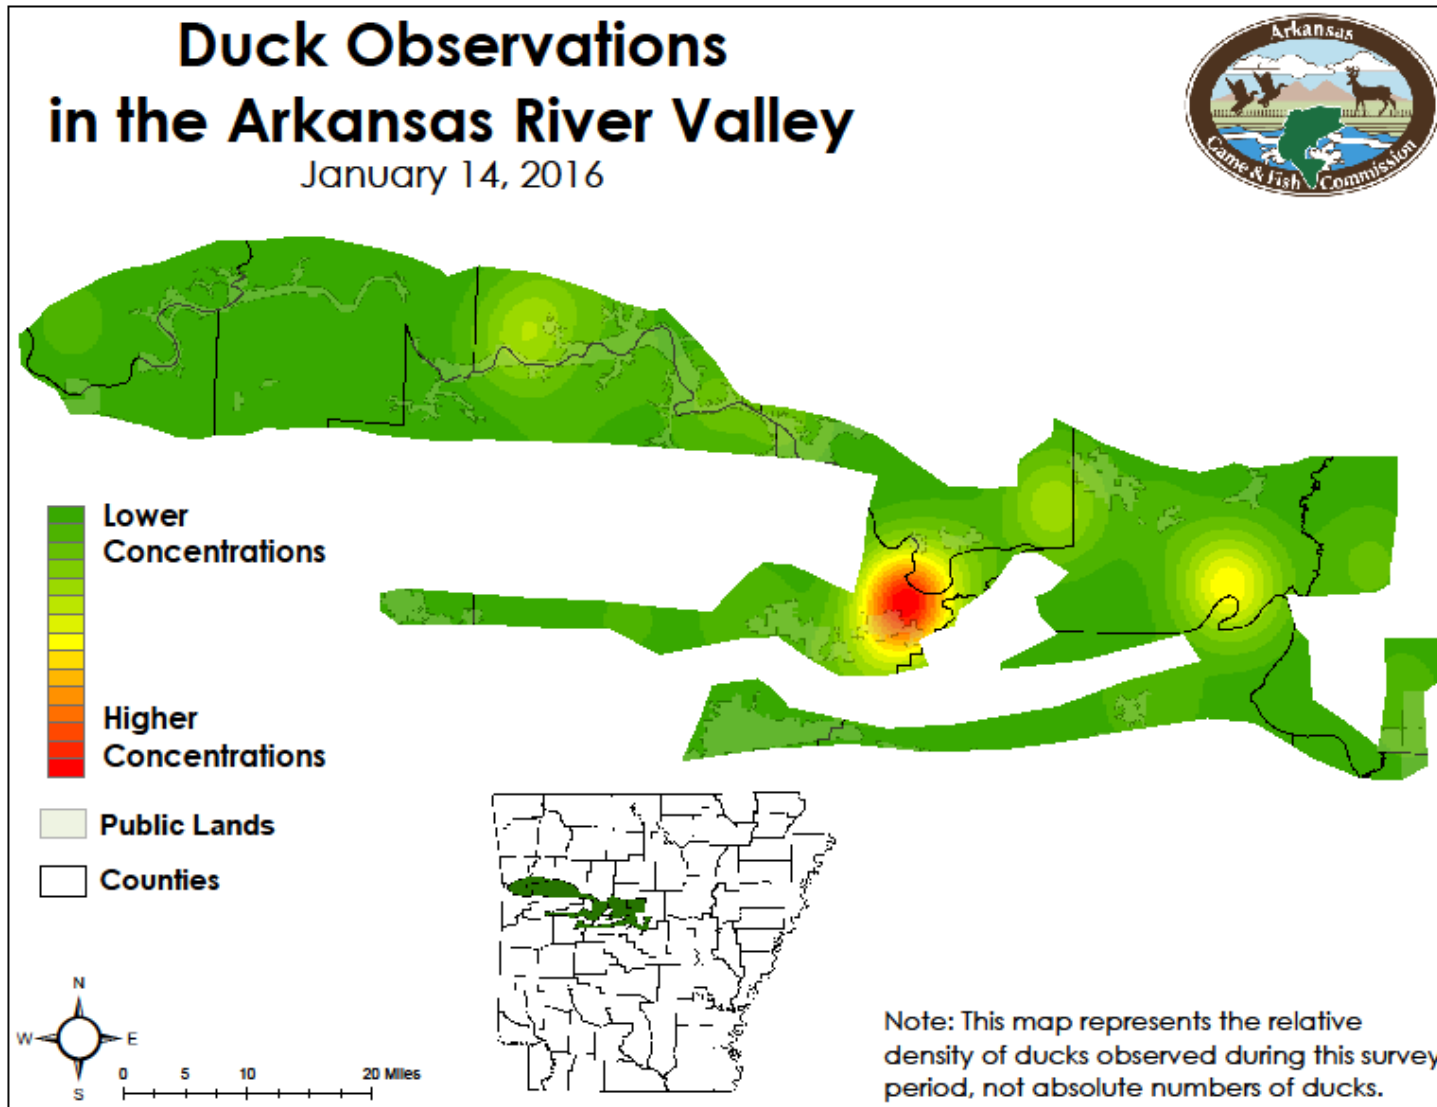 Duck Observations
in the Arkansas River Valley
January 14, 2016
Arkansas
Game & Fish Commission
Lower
Concentrations
Higher
Concentrations
Public Lands
Counties
N
W
E
S
0 5 10 20 Miles
Note: This map represents the relative
density of ducks observed during this survey
period, not absolute numbers of ducks.